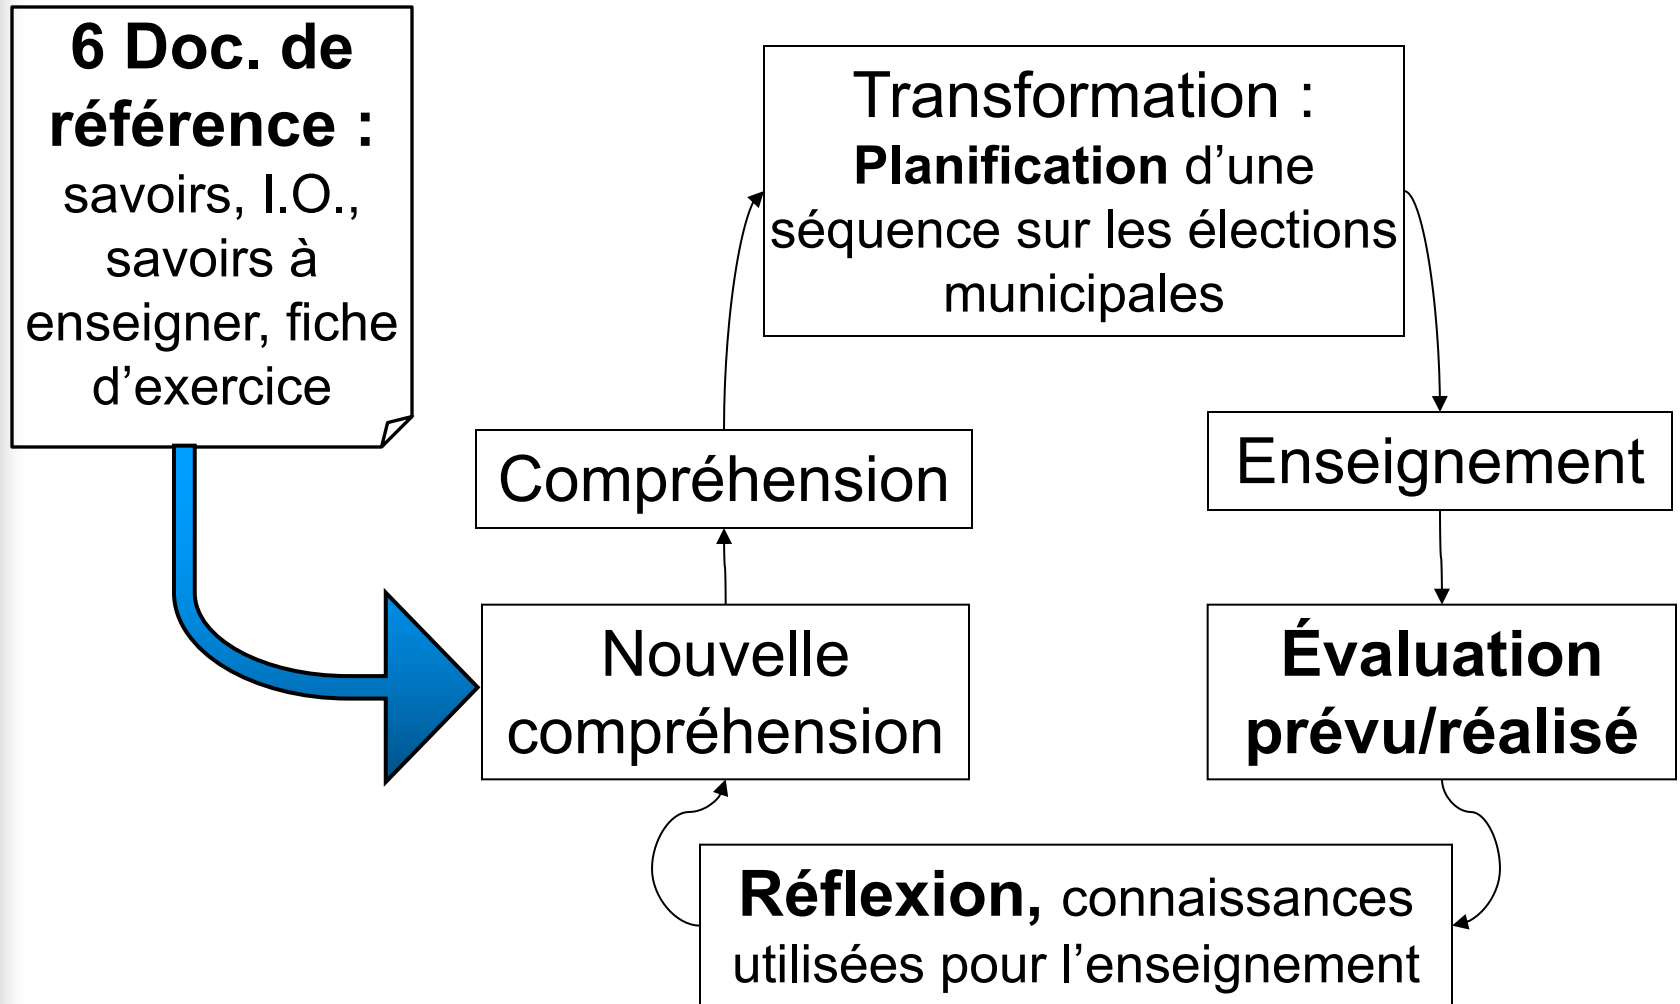 6 Doc. de
référence :
savoirs, I.O.,
savoirs à
enseigner, fiche
d’exercice
Transformation :
Planification d’une
séquence sur les élections
municipales
Compréhension
Enseignement
Nouvelle
compréhension
Évaluation
prévu/réalisé
Réflexion, connaissances
utilisées pour l’enseignement